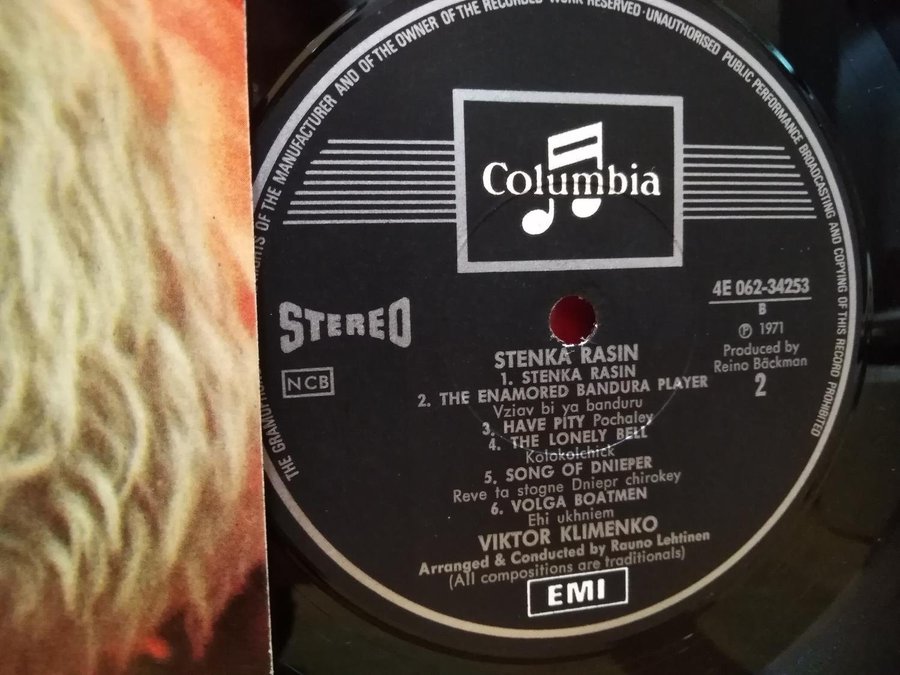 THE GRAMOPH
RIGHTS OF THE MANUFACTURER AND OF THE OWNER OF THE RECORDED WORK RESERVED · UNAUTHORISED PUBLIC PERFORMANCE BROADCASTING AND COPYING OF THIS RECORD PROHIBITED
Columbia
4E 062-34253
B
Ⓟ 1971
Produced by
Reino Bäckman
2
STEREO
NCB
STENKA RASIN
1. STENKA RASIN
2. THE ENAMORED BANDURA PLAYER
Vziav bi ya banduru
3. HAVE PITY Pochaley
4. THE LONELY BELL
Kolokolchick
5. SONG OF DNIEPER
Reve ta stogne Dniepr chirokey
6. VOLGA BOATMEN
Ehi ukhniem
VIKTOR KLIMENKO
Arranged & Conducted by Rauno Lehtinen
(All compositions are traditionals)
EMI